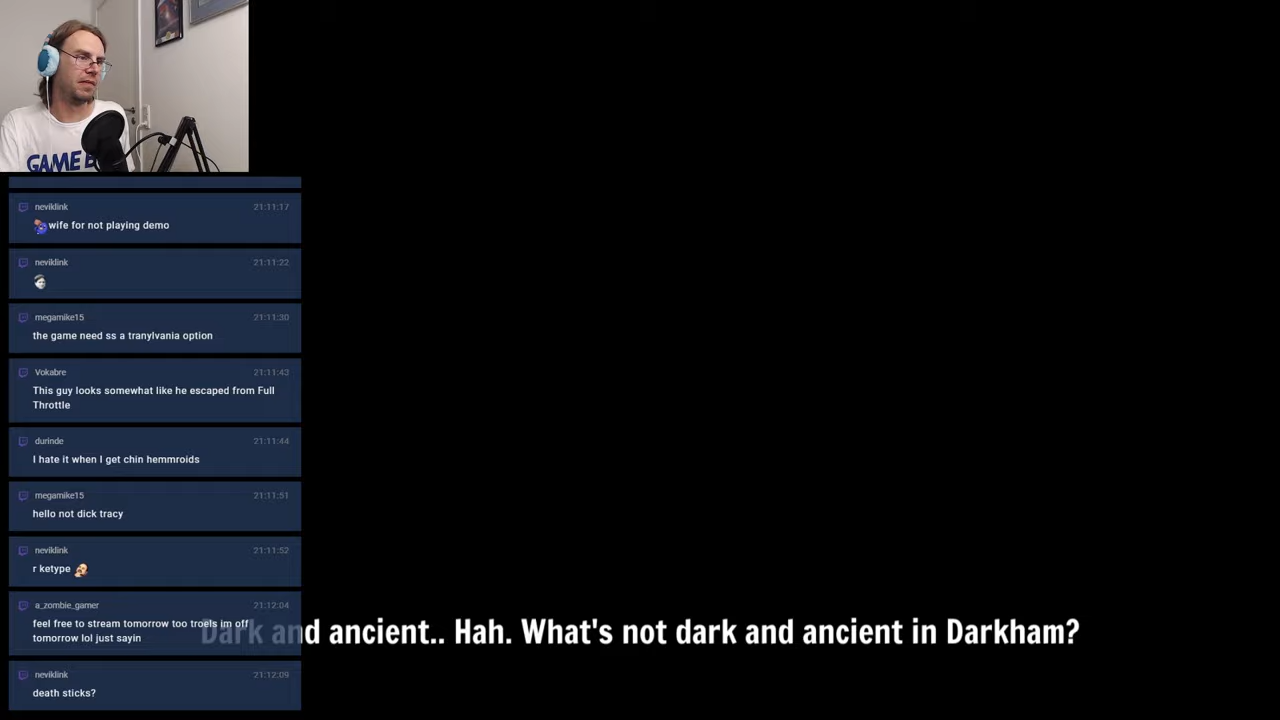 GAME B
neviklink 21:11:17
wife for not playing demo
neviklink 21:11:22
megamike15 21:11:30
the game need ss a tranylvania option
Vokabre 21:11:43
This guy looks somewhat like he escaped from Full
Throttle
durinde 21:11:44
I hate it when I get chin hemmroids
megamike15 21:11:51
hello not dick tracy
neviklink 21:11:52
r ketype
a_zombie_gamer 21:12:04
feel free to stream tomorrow too troels im off
tomorrow lol just sayin
Dark and ancient.. Hah. What's not dark and ancient in Darkham?
neviklink 21:12:09
death sticks?